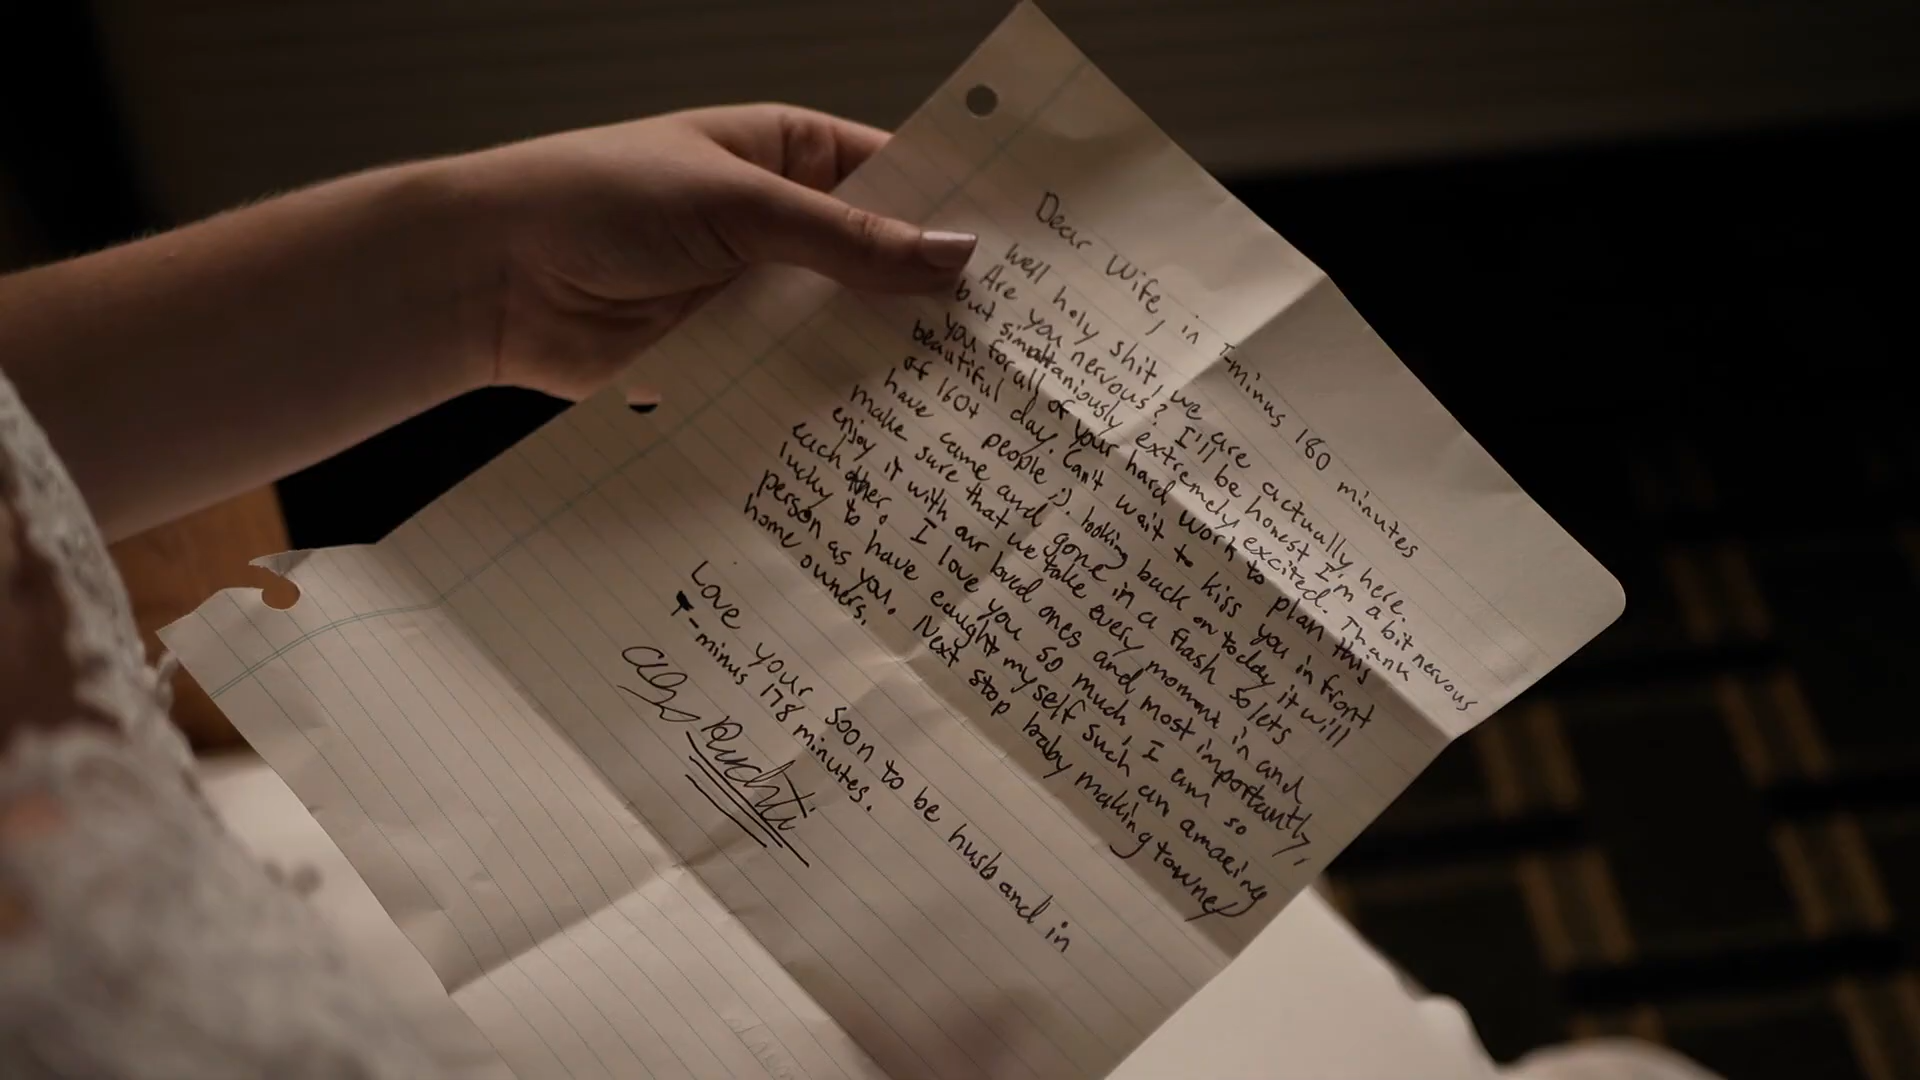 Dear Wife, in T-minus 180 minutes
Well holy shit, we are actually here.
Are you nervous? I'll be honest I'm a bit nervous
but simaltaniously extremely excited. Thank
you for all of your hard work to plan this
beautiful day. Can't wait to kiss you in front
of 160+ people ;). looking back on today it will
have came and gone in a flash so lets
make sure that we take every moment in and
enjoy it with our loved ones and most importantly,
each other. I love you so much, I am so
lucky to have caught myself such an amazing
person as you. Next stop baby making towne
home owners.
Love your soon to be husband in
T-minus 178 minutes.